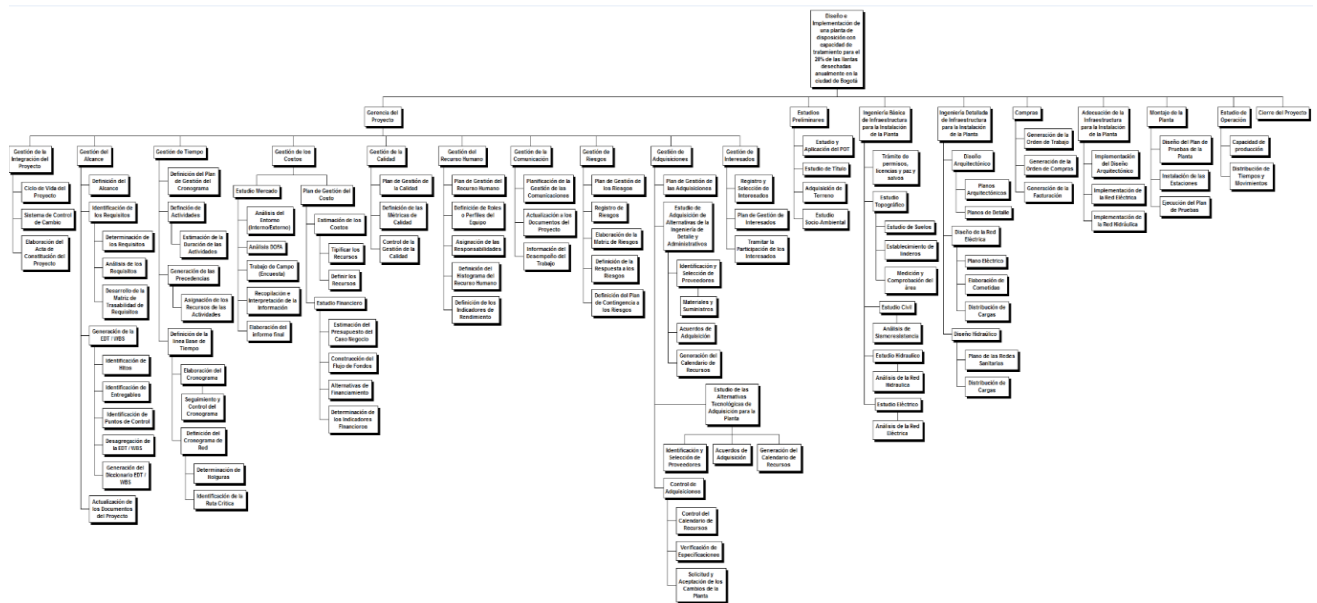 Diseño e
Implementación de
una planta de
disposición con
capacidad de
tratamiento para el
20% de las llantas
desechadas
anualmente en la
ciudad de Bogotá
Gerencia del
Proyecto
Estudios
Preliminares
Ingeniería Básica de
Infraestructura
para la Instalación
de la Planta
Ingeniería Detallada
de Infraestructura
para la Instalación
de la Planta
Compras
Adecuación de la
Infraestructura para
la Instalación de la
Planta
Montaje de la
Planta
Estudio de
Operación
Cierre del Proyecto
Gestión de la
Integración del
Proyecto
Ciclo de Vida del
Proyecto
Sistema de Control
de Cambio
Elaboración del
Acta de
Constitución del
Proyecto
Gestión del
Alcance
Definición del
Alcance
Identificación de
los Requisitos
Determinación de
los Requisitos
Análisis de los
Requisitos
Desarrollo de la
Matriz de
Trazabilidad de
Requisitos
Generación de la
EDT / WBS
Identificación de
Hitos
Identificación de
Entregables
Identificación de
Puntos de Control
Desagregación de
la EDT / WBS
Generación del
Diccionario EDT /
WBS
Actualización de
los Documentos
del Proyecto
Gestión de Tiempo
Definición del Plan
de Gestión del
Cronograma
Definición de
Actividades
Estimación de la
Duración de las
Actividades
Generación de las
Precedencias
Asignación de los
Recursos de las
Actividades
Definición de la
línea Base de
Tiempo
Elaboración del
Cronograma
Seguimiento y
Control del
Cronograma
Definición del
Cronograma de
Red
Determinación de
Holguras
Identificación de la
Ruta Crítica
Gestión de los
Costos
Estudio Mercado
Análisis del
Entorno
(Interno/Externo)
Análisis DOFA
Trabajo de Campo
(Encuesta)
Recopilación e
Interpretación de la
Información
Elaboración del
informe final
Plan de Gestión del
Costo
Estimación de los
Costos
Tipificar los
Recursos
Definir los
Recursos
Estudio Financiero
Estimación del
Presupuesto del
Caso Negocio
Construcción del
Flujo de Fondos
Alternativas de
Financiamiento
Determinación de
los Indicadores
Financieros
Gestión de la
Calidad
Plan de Gestión de
la Calidad
Definición de las
Métricas de
Calidad
Control de la
Gestión de la
Calidad
Gestión del
Recurso Humano
Plan de Gestión del
Recurso Humano
Definición de Roles
o Perfiles del
Equipo
Asignación de las
Responsabilidades
Definición del
Histograma del
Recurso Humano
Definición de los
Indicadores de
Rendimiento
Gestión de la
Comunicación
Planificación de la
Gestión de las
Comunicaciones
Actualización a los
Documentos del
Proyecto
Información del
Desempeño del
Trabajo
Gestión de
Riesgos
Plan de Gestión de
los Riesgos
Registro de
Riesgos
Elaboración de la
Matriz de Riesgos
Definición de la
Respuesta a los
Riesgos
Definición del Plan
de Contingencia a
los Riesgos
Gestión de
Adquisiciones
Plan de Gestión de
las Adquisiciones
Estudio de
Adquisición de
Alternativas de la
Ingeniería de
Detalle y
Administrativos
Identificación y
Selección de
Proveedores
Materiales y
Suministros
Acuerdos de
Adquisición
Generación del
Calendario de
Recursos
Estudio de las
Alternativas
Tecnológicas de
Adquisición para la
Planta
Identificación y
Selección de
Proveedores
Acuerdos de
Adquisición
Generación del
Calendario de
Recursos
Control de
Adquisiciones
Control del
Calendario de
Recursos
Verificación de
Especificaciones
Solicitud y
Aceptación de los
Cambios de la
Planta
Gestión de
Interesados
Registro y
Selección de
Interesados
Plan de Gestión de
Interesados
Tramitar la
Participación de los
Interesados
Estudio y
Aplicación del POT
Estudio de Título
Adquisición de
Terreno
Estudio
Socio-Ambiental
Trámite de
permisos,
licencias y paz y
salvos
Estudio
Topográfico
Estudio de Suelos
Establecimiento de
linderos
Medición y
Comprobación del
área
Estudio Civil
Análisis de
Sismo-resistencia
Estudio Hidraulico
Análisis de la Red
Hidraulica
Estudio Eléctrico
Análisis de la Red
Eléctrica
Diseño
Arquitectónico
Planos
Arquitectónicos
Planos de Detalle
Diseño de la Red
Eléctrica
Plano Eléctrico
Elaboración de
Cometidas
Distribución de
Cargas
Diseño Hidráulico
Plano de las Redes
Sanitarias
Distribución de
Cargas
Generación de la
Orden de Trabajo
Generación de la
Orden de Compras
Generación de la
Facturación
Implementación
del Diseño
Arquitectónico
Implementación de
la Red Eléctrica
Implementación de
la Red Hidráulica
Diseño del Plan de
Pruebas de la
Planta
Instalación de las
Estaciones
Ejecución del Plan
de Pruebas
Capacidad de
producción
Distribución de
Tiempos y
Movimientos